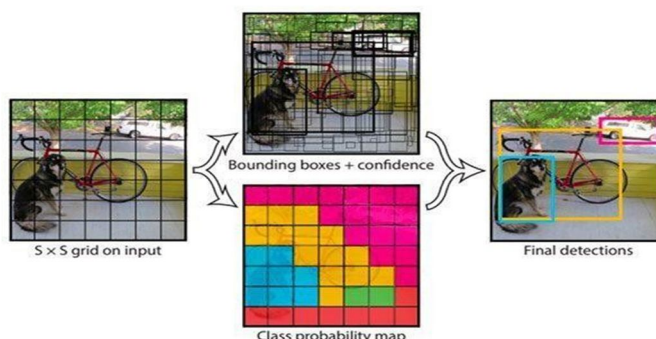 Bounding boxes + confidence
S × S grid on input
Final detections
Class probability map